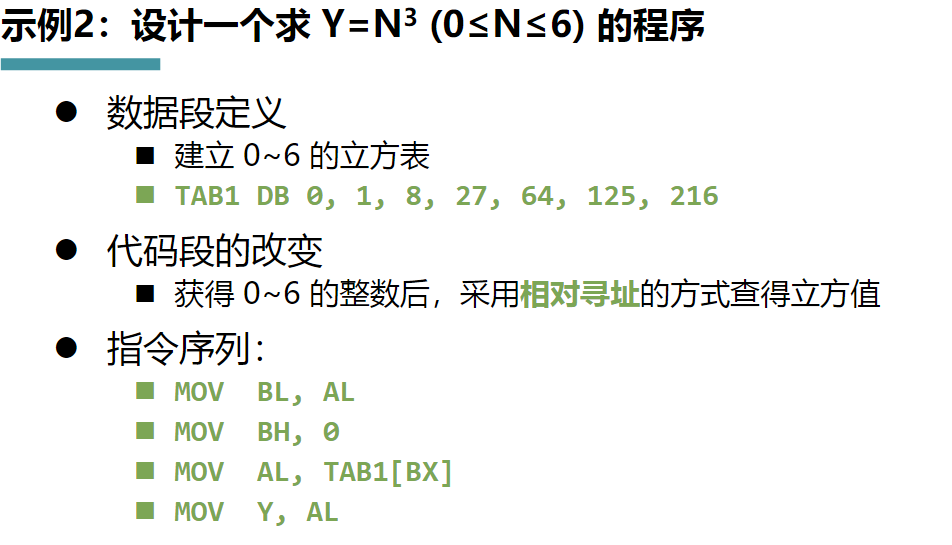 示例2：设计一个求 Y=N³ (0≤N≤6) 的程序
数据段定义
建立 0~6 的立方表
TAB1 DB 0, 1, 8, 27, 64, 125, 216
代码段的改变
获得 0~6 的整数后，采用相对寻址的方式查得立方值
指令序列：
MOV BL, AL
MOV BH, 0
MOV AL, TAB1[BX]
MOV Y, AL